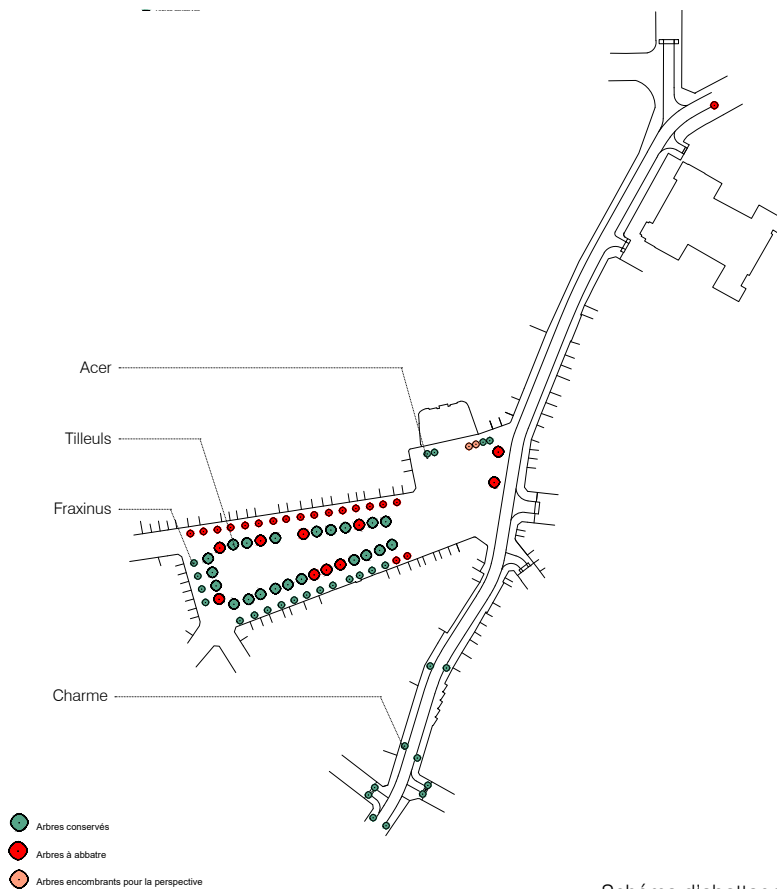 Acer
Tilleuls
Fraxinus
Charme
Arbres conservés
Arbres à abbatre
Arbres encombrants pour la perspective